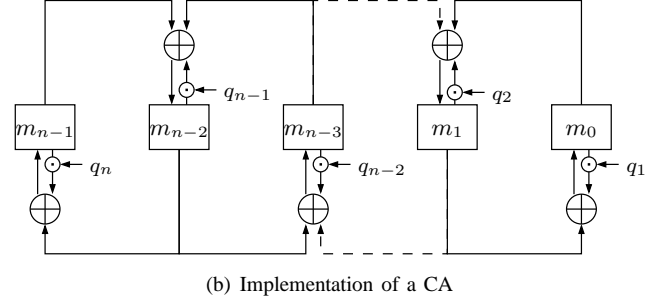 q_{n−1}
q_2
m_{n−1}
m_{n−2}
m_{n−3}
m_1
m_0
q_n
q_{n−2}
q_1
(b) Implementation of a CA